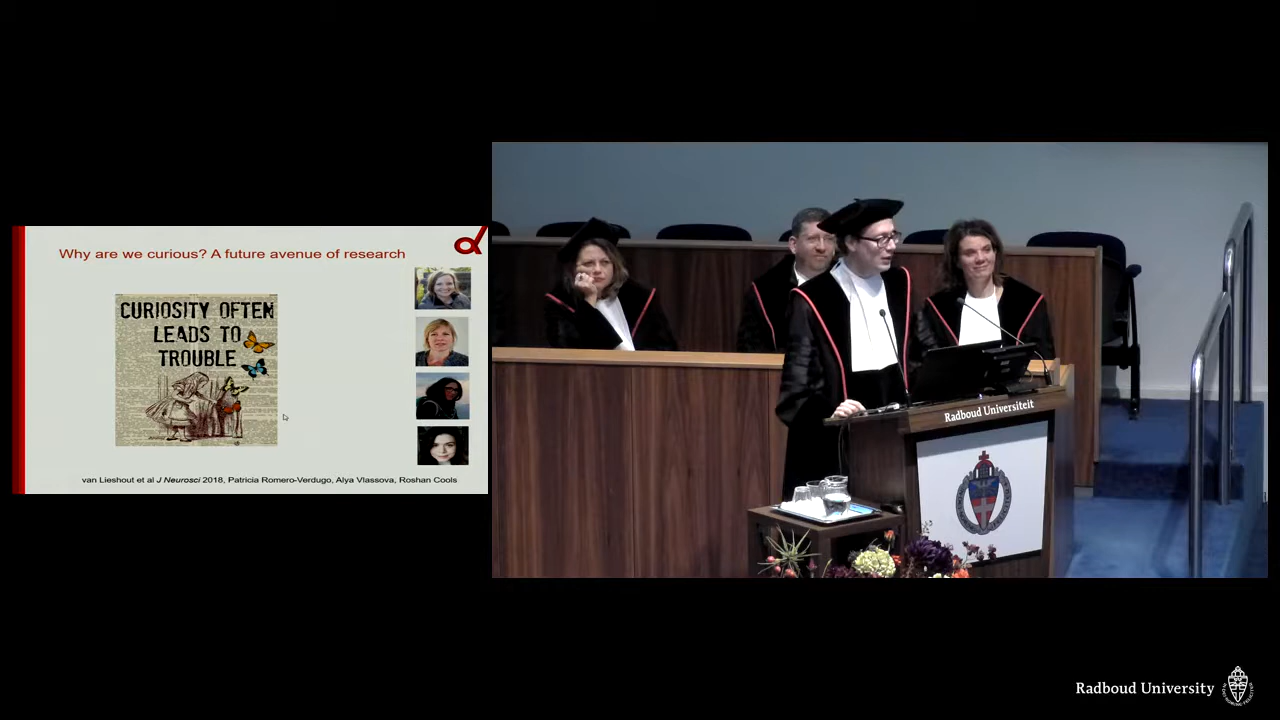 Why are we curious? A future avenue of research
CURIOSITY OFTEN
LEADS TO
TROUBLE
van Lieshout et al J Neurosci 2018, Patricia Romero-Verdugo, Alya Vlassova, Roshan Cools
Radboud Universiteit
Radboud University